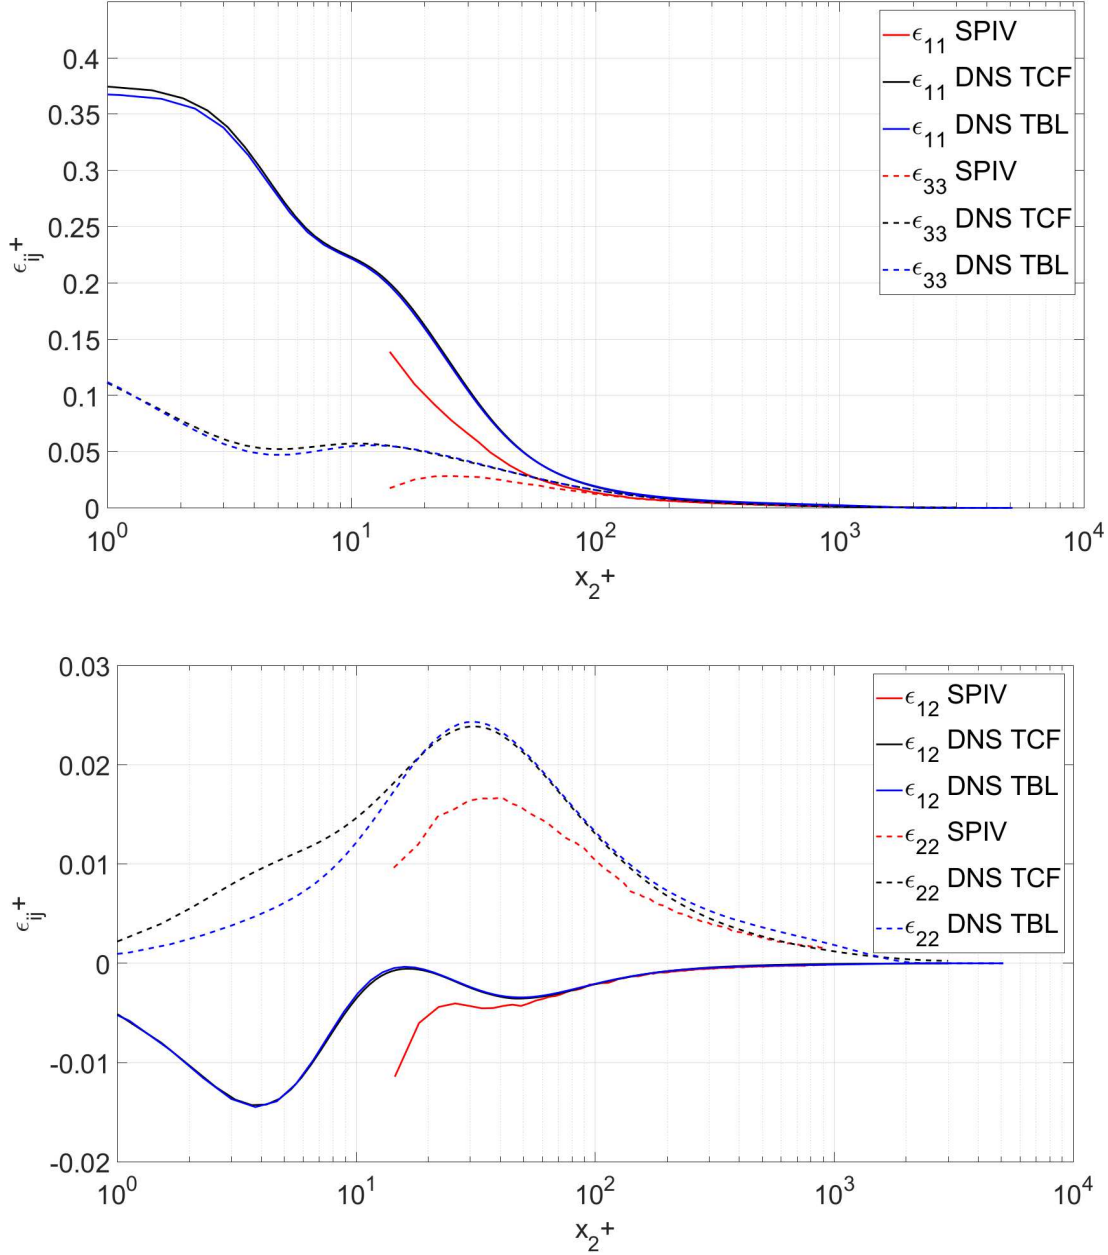 0.4
0.35
0.3
0.25
0.2
0.15
0.1
0.05
0
ϵij+
10^0
10^1
10^2
10^3
10^4
x2+
ϵ11 SPIV
ϵ11 DNS TCF
ϵ11 DNS TBL
ϵ33 SPIV
ϵ33 DNS TCF
ϵ33 DNS TBL
0.03
0.02
0.01
0
-0.01
-0.02
ϵij+
10^0
10^1
10^2
10^3
10^4
x2+
ϵ12 SPIV
ϵ12 DNS TCF
ϵ12 DNS TBL
ϵ22 SPIV
ϵ22 DNS TCF
ϵ22 DNS TBL